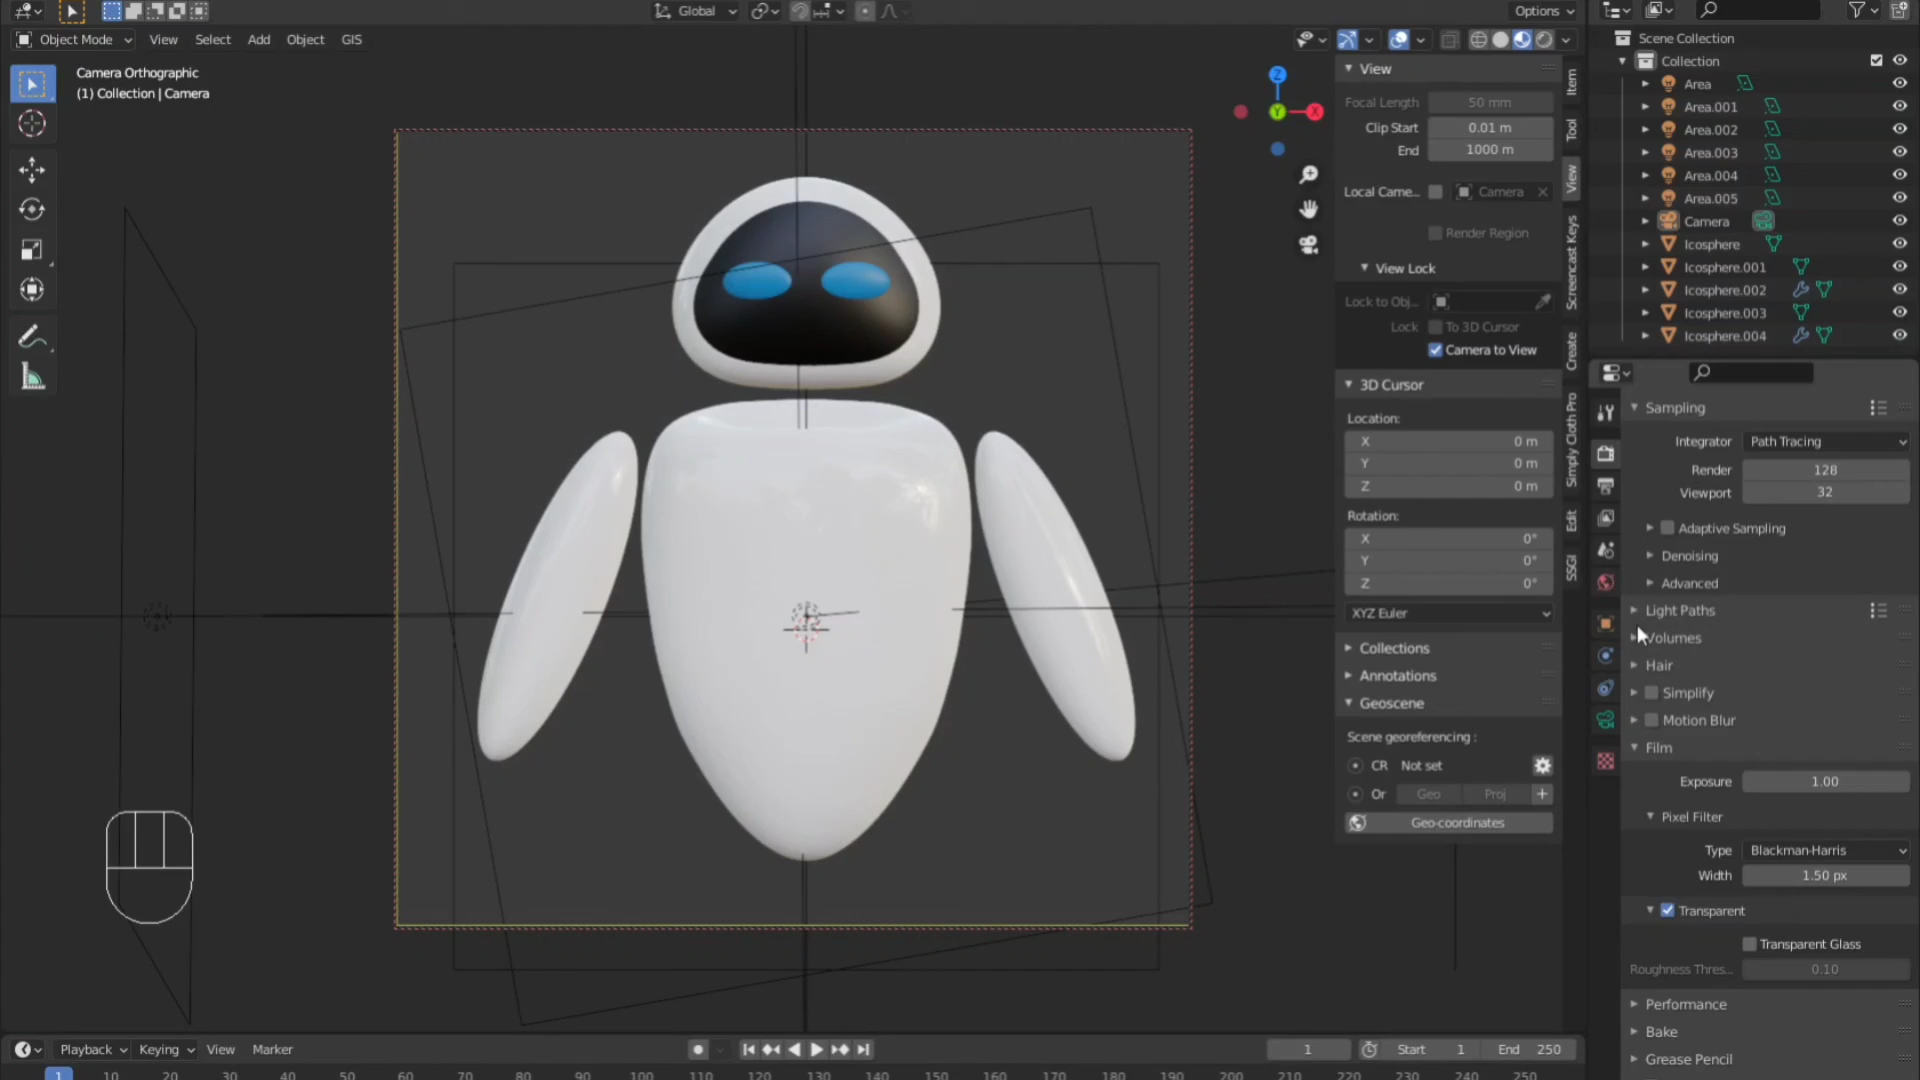 Global
Options
Object Mode
View
Select
Add
Object
GIS
Camera Orthographic
(1) Collection | Camera
Z
Y
X
View
Focal Length 50 mm
Clip Start 0.01 m
End 1000 m
Local Came... Camera
Render Region
View Lock
Lock to Obj...
Lock To 3D Cursor
Camera to View
3D Cursor
Location:
X 0 m
Y 0 m
Z 0 m
Rotation:
X 0°
Y 0°
Z 0°
XYZ Euler
Collections
Annotations
Geoscene
Scene georeferencing :
CR Not set
Or Geo Proj +
Geo-coordinates
Item
Tool
View
Screencast Keys
Create
Simply Cloth Pro
Edit
SSGI
Scene Collection
Collection
Area
Area.001
Area.002
Area.003
Area.004
Area.005
Camera
Icosphere
Icosphere.001
Icosphere.002
Icosphere.003
Icosphere.004
Sampling
Integrator Path Tracing
Render 128
Viewport 32
Adaptive Sampling
Denoising
Advanced
Light Paths
Volumes
Hair
Simplify
Motion Blur
Film
Exposure 1.00
Pixel Filter
Type Blackman-Harris
Width 1.50 px
Transparent
Transparent Glass
Roughness Thres... 0.10
Performance
Bake
Grease Pencil
Playback
Keying
View
Marker
1
Start 1
End 250
1 10 20 30 40 50 60 70 80 90 100 110 120 130 140 150 160 170 180 190 200 210 220 230 240 250